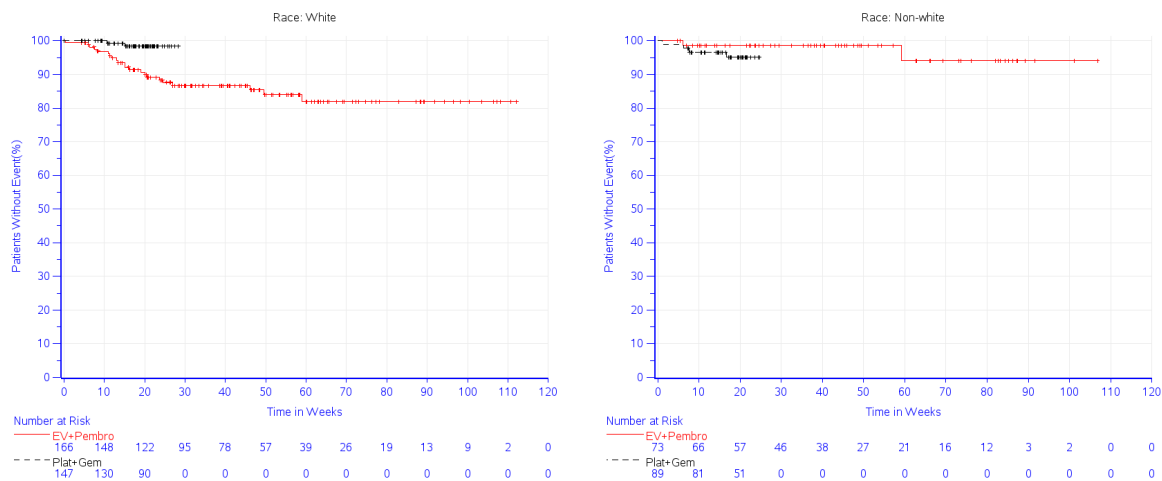 Race: White
Patients Without Event(%)
100
90
80
70
60
50
40
30
20
10
0
0 10 20 30 40 50 60 70 80 90 100 110 120
Time in Weeks
Number at Risk
EV+Pembro
166 148 122 95 78 57 39 26 19 13 9 2 0
Plat+Gem
147 130 90 0 0 0 0 0 0 0 0 0 0
Race: Non-white
Patients Without Event(%)
100
90
80
70
60
50
40
30
20
10
0
0 10 20 30 40 50 60 70 80 90 100 110 120
Time in Weeks
Number at Risk
EV+Pembro
73 66 57 46 38 27 21 16 12 3 2 0 0
Plat+Gem
89 81 51 0 0 0 0 0 0 0 0 0 0